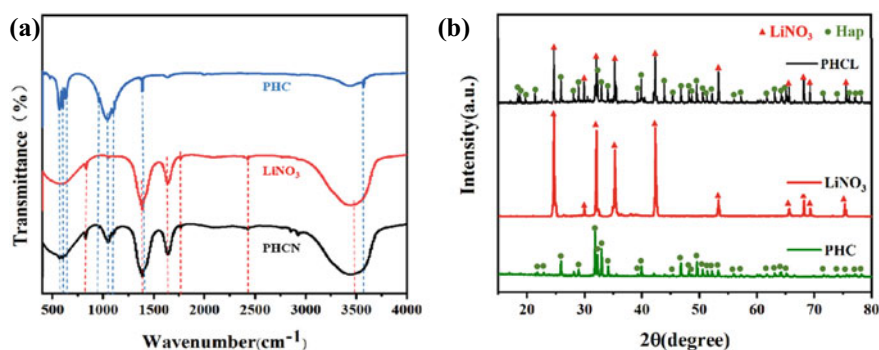 (a)
Transmittance (%)
PHC
LiNO₃
PHCN
500 1000 1500 2000 2500 3000 3500 4000
Wavenumber(cm⁻¹)
(b)
Intensity(a.u.)
LiNO₃ Hap
PHCL
LiNO₃
PHC
20 30 40 50 60 70 80
2θ(degree)